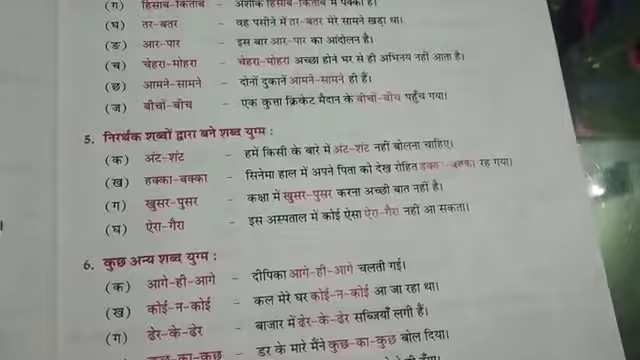 (ग) हिसाब-किताब - अशोक हिसाब-किताब में पक्का है।
(घ) तर-बतर - वह पसीने में तर-बतर मेरे सामने खड़ा था।
(ङ) आर-पार - इस बार आर-पार का आंदोलन है।
(च) चेहरा-मोहरा - चेहरा-मोहरा अच्छा होने भर से ही अभिनय नहीं आता है।
(छ) आमने-सामने - दोनों दुकानें आमने-सामने ही हैं।
(ज) बीचों-बीच - एक कुत्ता क्रिकेट मैदान के बीचों-बीच पहुँच गया।
5. निरर्थक शब्दों द्वारा बने शब्द युग्म :
(क) अंट-शंट - हमें किसी के बारे में अंट-शंट नहीं बोलना चाहिए।
(ख) हक्का-बक्का - सिनेमा हाल में अपने पिता को देख रोहित हक्का-बक्का रह गया।
(ग) खुसर-पुसर - कक्षा में खुसर-पुसर करना अच्छी बात नहीं है।
(घ) ऐरा-गैरा - इस अस्पताल में कोई ऐसा ऐरा-गैरा नहीं आ सकता।
6. कुछ अन्य शब्द युग्म :
(क) आगे-ही-आगे - दीपिका आगे-ही-आगे चलती गई।
(ख) कोई-न-कोई - कल मेरे घर कोई-न-कोई आ जा रहा था।
(ग) ढेर-के-ढेर - बाजार में ढेर-के-ढेर सब्जियाँ लगी हैं।
कुछ-का-कुछ - डर के मारे मैंने कुछ-का-कुछ बोल दिया।